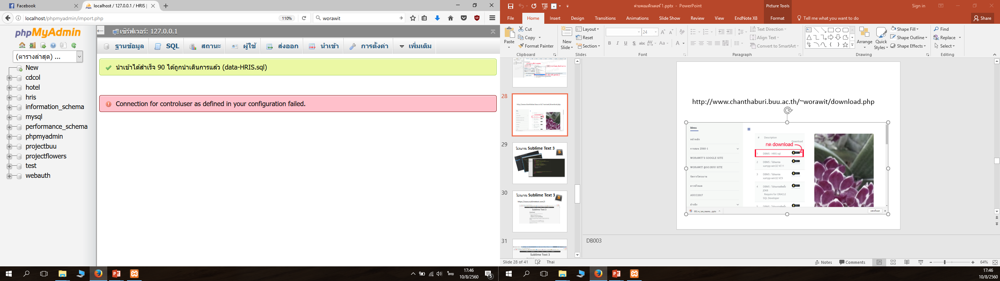 Facebook
localhost / 127.0.0.1 / HRIS |
localhost/phpmyadmin/import.php
110%
worawit
phpMyAdmin
(ตารางล่าสุด) ...
New
cdcol
hotel
hris
information_schema
mysql
performance_schema
phpmyadmin
projectbuu
projectflowers
test
webauth
เซิร์ฟเวอร์: 127.0.0.1
ฐานข้อมูล SQL สถานะ ผู้ใช้ ส่งออก นำเข้า การตั้งค่า เพิ่มเติม
นำเข้าได้สำเร็จ 90 ได้ถูกนำเดินการแล้ว (data-HRIS.sql)
Connection for controluser as defined in your configuration failed.
ไทย
17:46
10/8/2560
5
ค่ายคอมพิวเตอร์ 1.pptx - PowerPoint
Picture Tools
Sign in
File Home Insert Design Transitions Animations Slide Show Review View EndNote X8 Format Tell me what you want to do Share
Paste
Cut
Copy
Format Painter
Clipboard
New Slide
Layout
Reset
Section
Slides
24
B I U S abc AV Aa A
Font
Text Direction
Align Text
Convert to SmartArt
Paragraph
Arrange
Quick Styles
Shape Fill
Shape Outline
Shape Effects
Drawing
Find
Replace
Select
Editing
28
29
โปรแกรม Sublime Text 3
30
โปรแกรม Sublime Text 3
https://www.sublimetext.com/3
Sublime Text 3
31
Sublime Text 3
http://www.chanthaburi.buu.ac.th/~worawit/download.php
Menu
หน้าหลัก
การสอน 2560-1
WORAWIT'S GOOGLE SITE
WORAWIT @GO.BUU SITE
จัดการโครงงาน
ดาวน์โหลด
AUCC2017
อ้างอิง
# Description
Download
กด download
1 DBMS - HRIS sql
2 DBMS : โปรแกรม
xampp-win32 VC11
3 DBMS : โปรแกรม
xampp-win32 VC9
4 DBMS : โปรแกรมติดตั้ง
JDK8
Require for ORACLE
SQL Developer
DB003
Slide 28 of 41
Thai
Notes
Comments
64%
17:46
10/8/2560